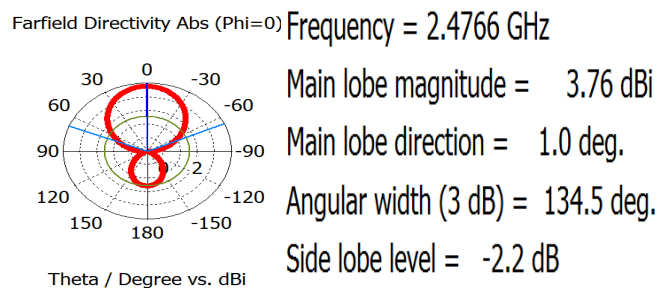 Farfield Directivity Abs (Phi=0)
0
30
-30
60
-60
90
0
2
-90
120
-120
150
-150
180
Theta / Degree vs. dBi
Frequency = 2.4766 GHz
Main lobe magnitude = 3.76 dBi
Main lobe direction = 1.0 deg.
Angular width (3 dB) = 134.5 deg.
Side lobe level = -2.2 dB